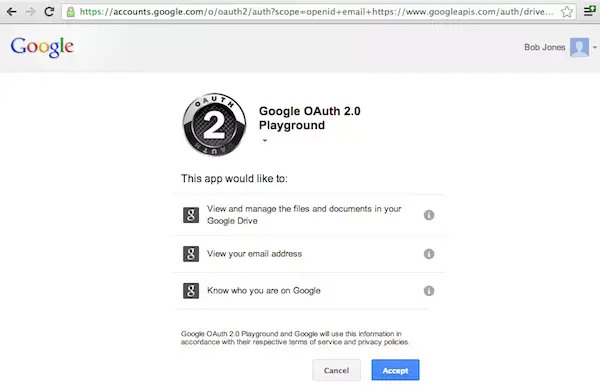 https://accounts.google.com/o/oauth2/auth?scope=openid+email+https://www.googleapis.com/auth/drive...
Google
Bob Jones
OAUTH
2
OAUTH
Google OAuth 2.0
Playground
This app would like to:
g
View and manage the files and documents in your
Google Drive
i
g
View your email address
i
g
Know who you are on Google
i
Google OAuth 2.0 Playground and Google will use this information in
accordance with their respective terms of service and privacy policies.
Cancel
Accept